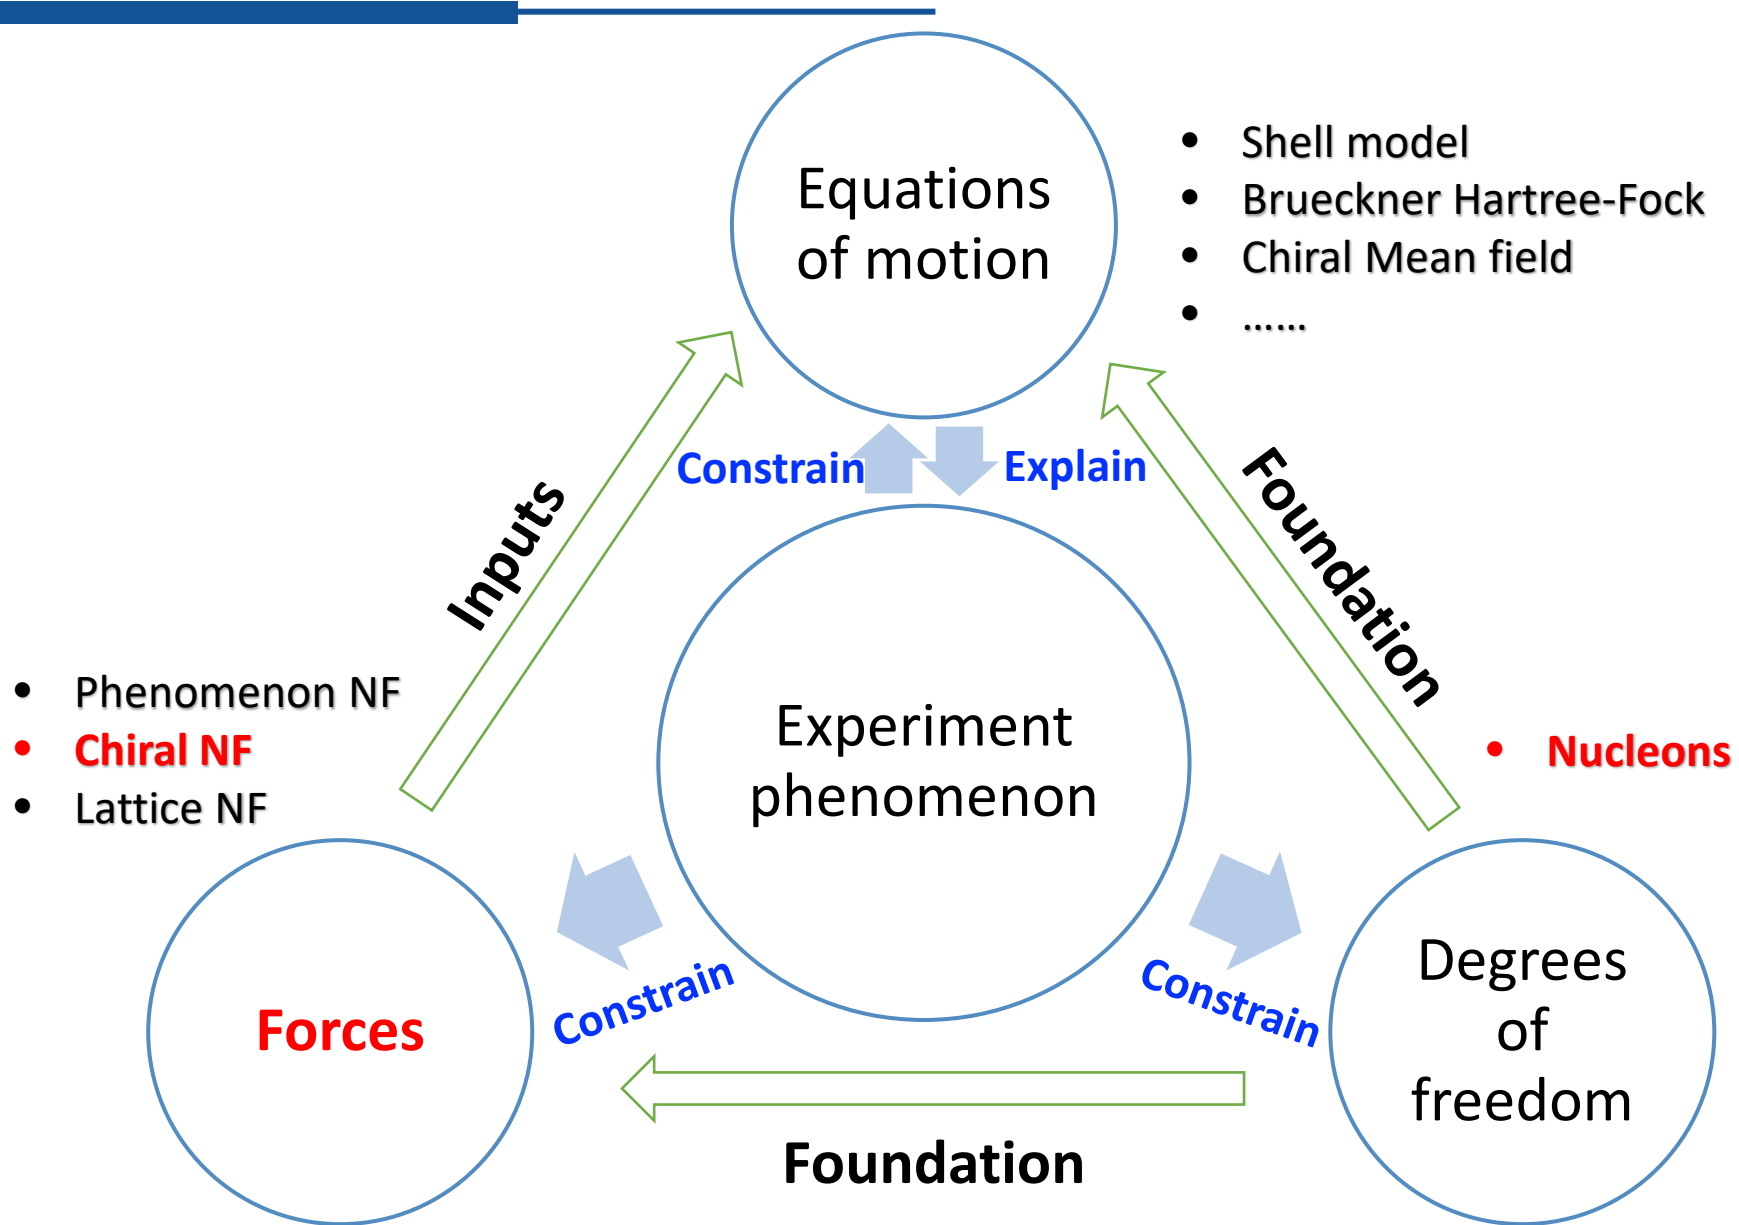 Equations
of motion
• Shell model
• Brueckner Hartree-Fock
• Chiral Mean field
• ......
Constrain
Explain
Inputs
Foundation
• Phenomenon NF
• Chiral NF
• Lattice NF
Experiment
phenomenon
• Nucleons
Forces
Constrain
Constrain
Degrees
of
freedom
Foundation